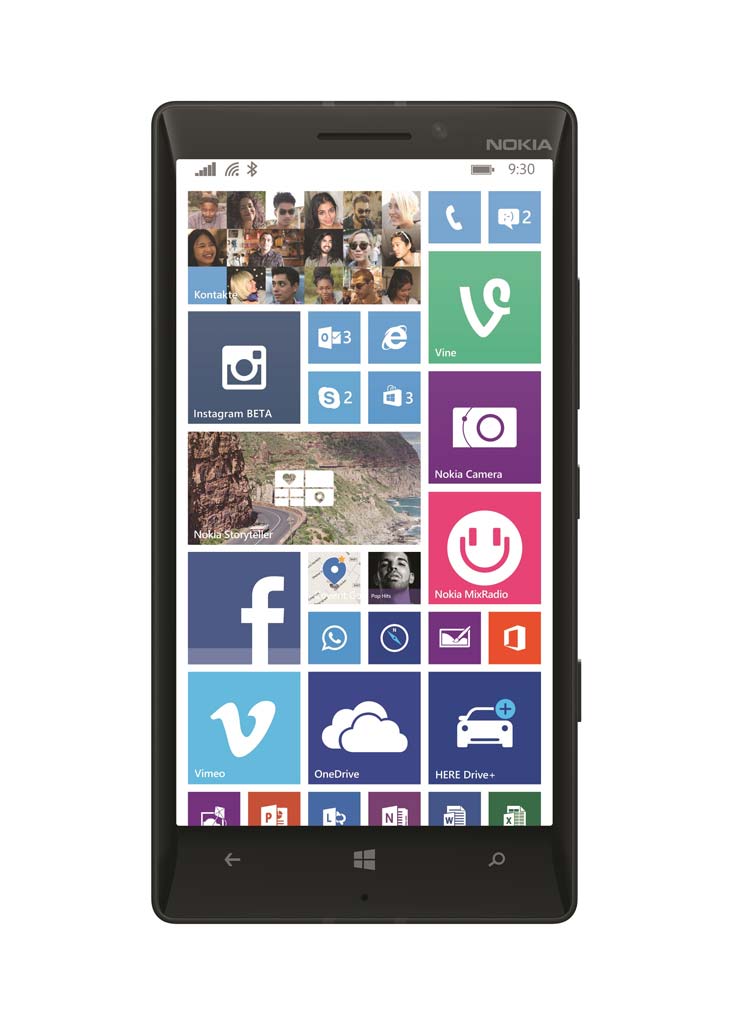 NOKIA
9:30
Kontakte
2
Vine
3
2
3
Instagram BETA
Nokia Camera
Nokia Storyteller
Pop Hits
Nokia MixRadio
Vimeo
OneDrive
HERE Drive+